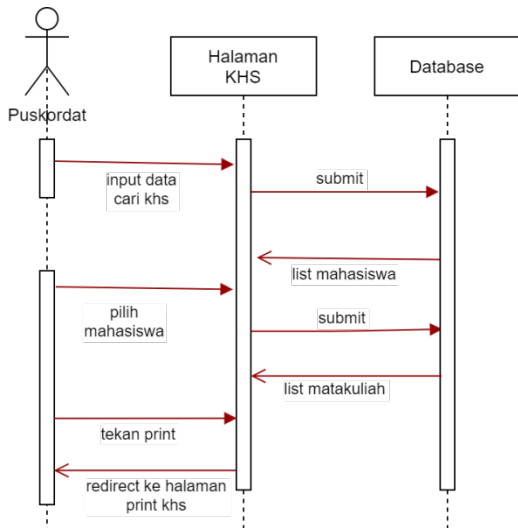 Halaman
KHS
Database
Puskordat
input data
cari khs
submit
list mahasiswa
pilih
mahasiswa
submit
list matakuliah
tekan print
redirect ke halaman
print khs